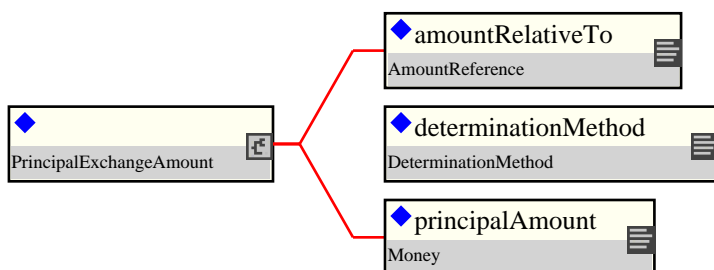 amountRelativeTo
AmountReference
PrincipalExchangeAmount
determinationMethod
DeterminationMethod
principalAmount
Money